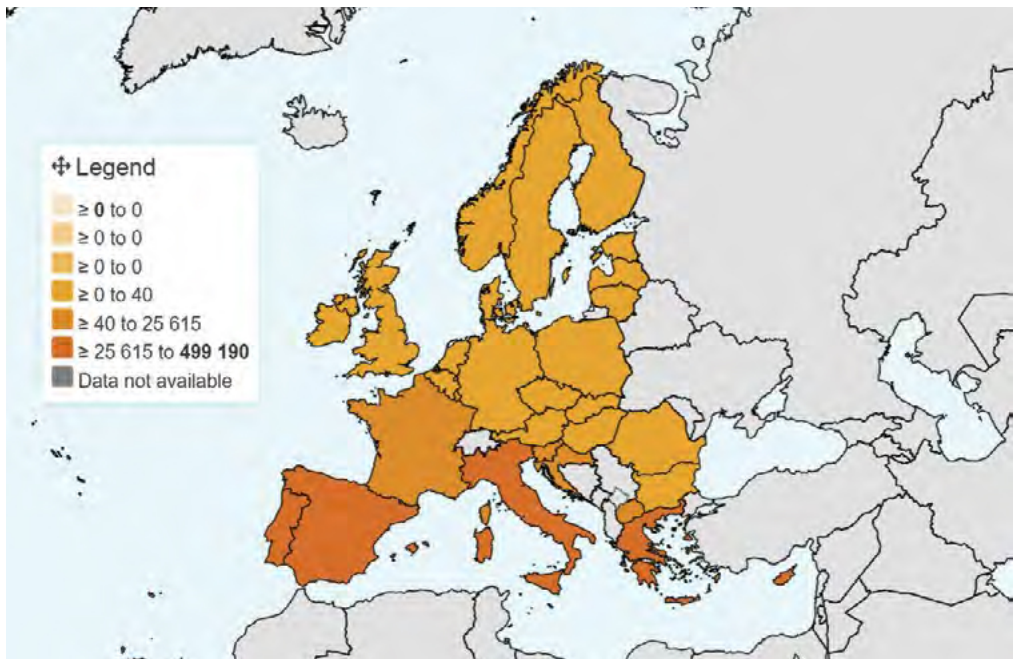 Legend
≥ 0 to 0
≥ 0 to 0
≥ 0 to 0
≥ 0 to 40
≥ 40 to 25 615
≥ 25 615 to 499 190
Data not available